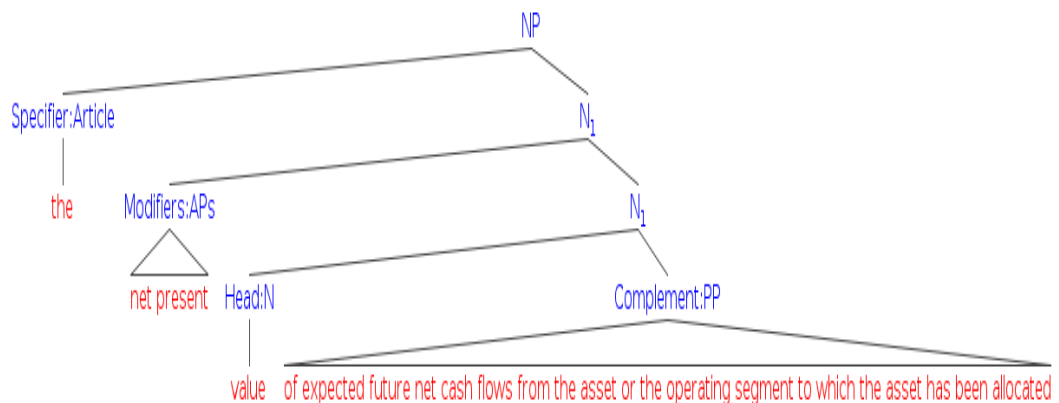 NP
Specifier:Article N1
the Modifiers:APs N1
net present Head:N Complement:PP
value of expected future net cash flows from the asset or the operating segment to which the asset has been allocated